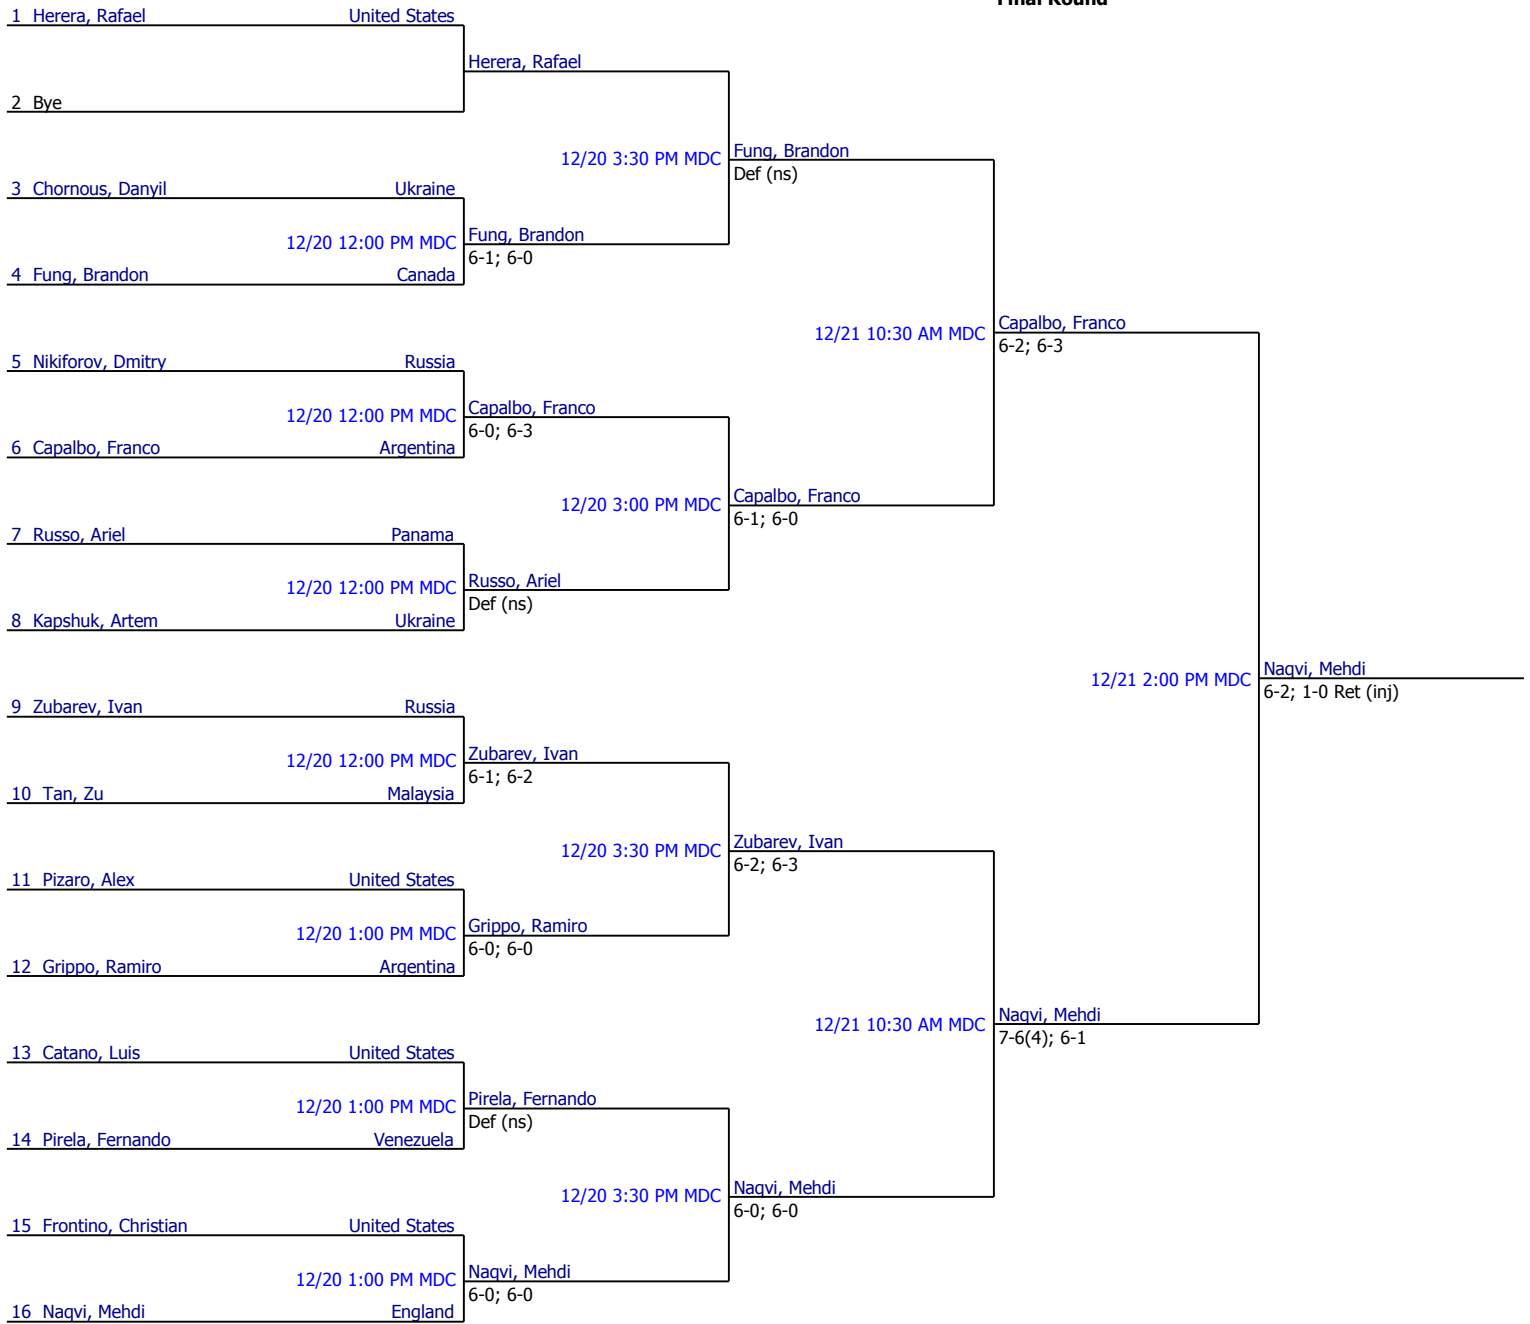 Final Round
1 Herera, Rafael United States
Herera, Rafael
2 Bye
12/20 3:30 PM MDC Fung, Brandon
Def (ns)
3 Chornous, Danyil Ukraine
12/20 12:00 PM MDC Fung, Brandon
6-1; 6-0
4 Fung, Brandon Canada
12/21 10:30 AM MDC Capalbo, Franco
6-2; 6-3
5 Nikiforov, Dmitry Russia
12/20 12:00 PM MDC Capalbo, Franco
6-0; 6-3
6 Capalbo, Franco Argentina
12/20 3:00 PM MDC Capalbo, Franco
6-1; 6-0
7 Russo, Ariel Panama
12/20 12:00 PM MDC Russo, Ariel
Def (ns)
8 Kapshuk, Artem Ukraine
12/21 2:00 PM MDC Naqvi, Mehdi
6-2; 1-0 Ret (inj)
9 Zubarev, Ivan Russia
12/20 12:00 PM MDC Zubarev, Ivan
6-1; 6-2
10 Tan, Zu Malaysia
12/20 3:30 PM MDC Zubarev, Ivan
6-2; 6-3
11 Pizaro, Alex United States
12/20 1:00 PM MDC Grippo, Ramiro
6-0; 6-0
12 Grippo, Ramiro Argentina
12/21 10:30 AM MDC Naqvi, Mehdi
7-6(4); 6-1
13 Catano, Luis United States
12/20 1:00 PM MDC Pirela, Fernando
Def (ns)
14 Pirela, Fernando Venezuela
12/20 3:30 PM MDC Naqvi, Mehdi
6-0; 6-0
15 Frontino, Christian United States
12/20 1:00 PM MDC Naqvi, Mehdi
6-0; 6-0
16 Naqvi, Mehdi England